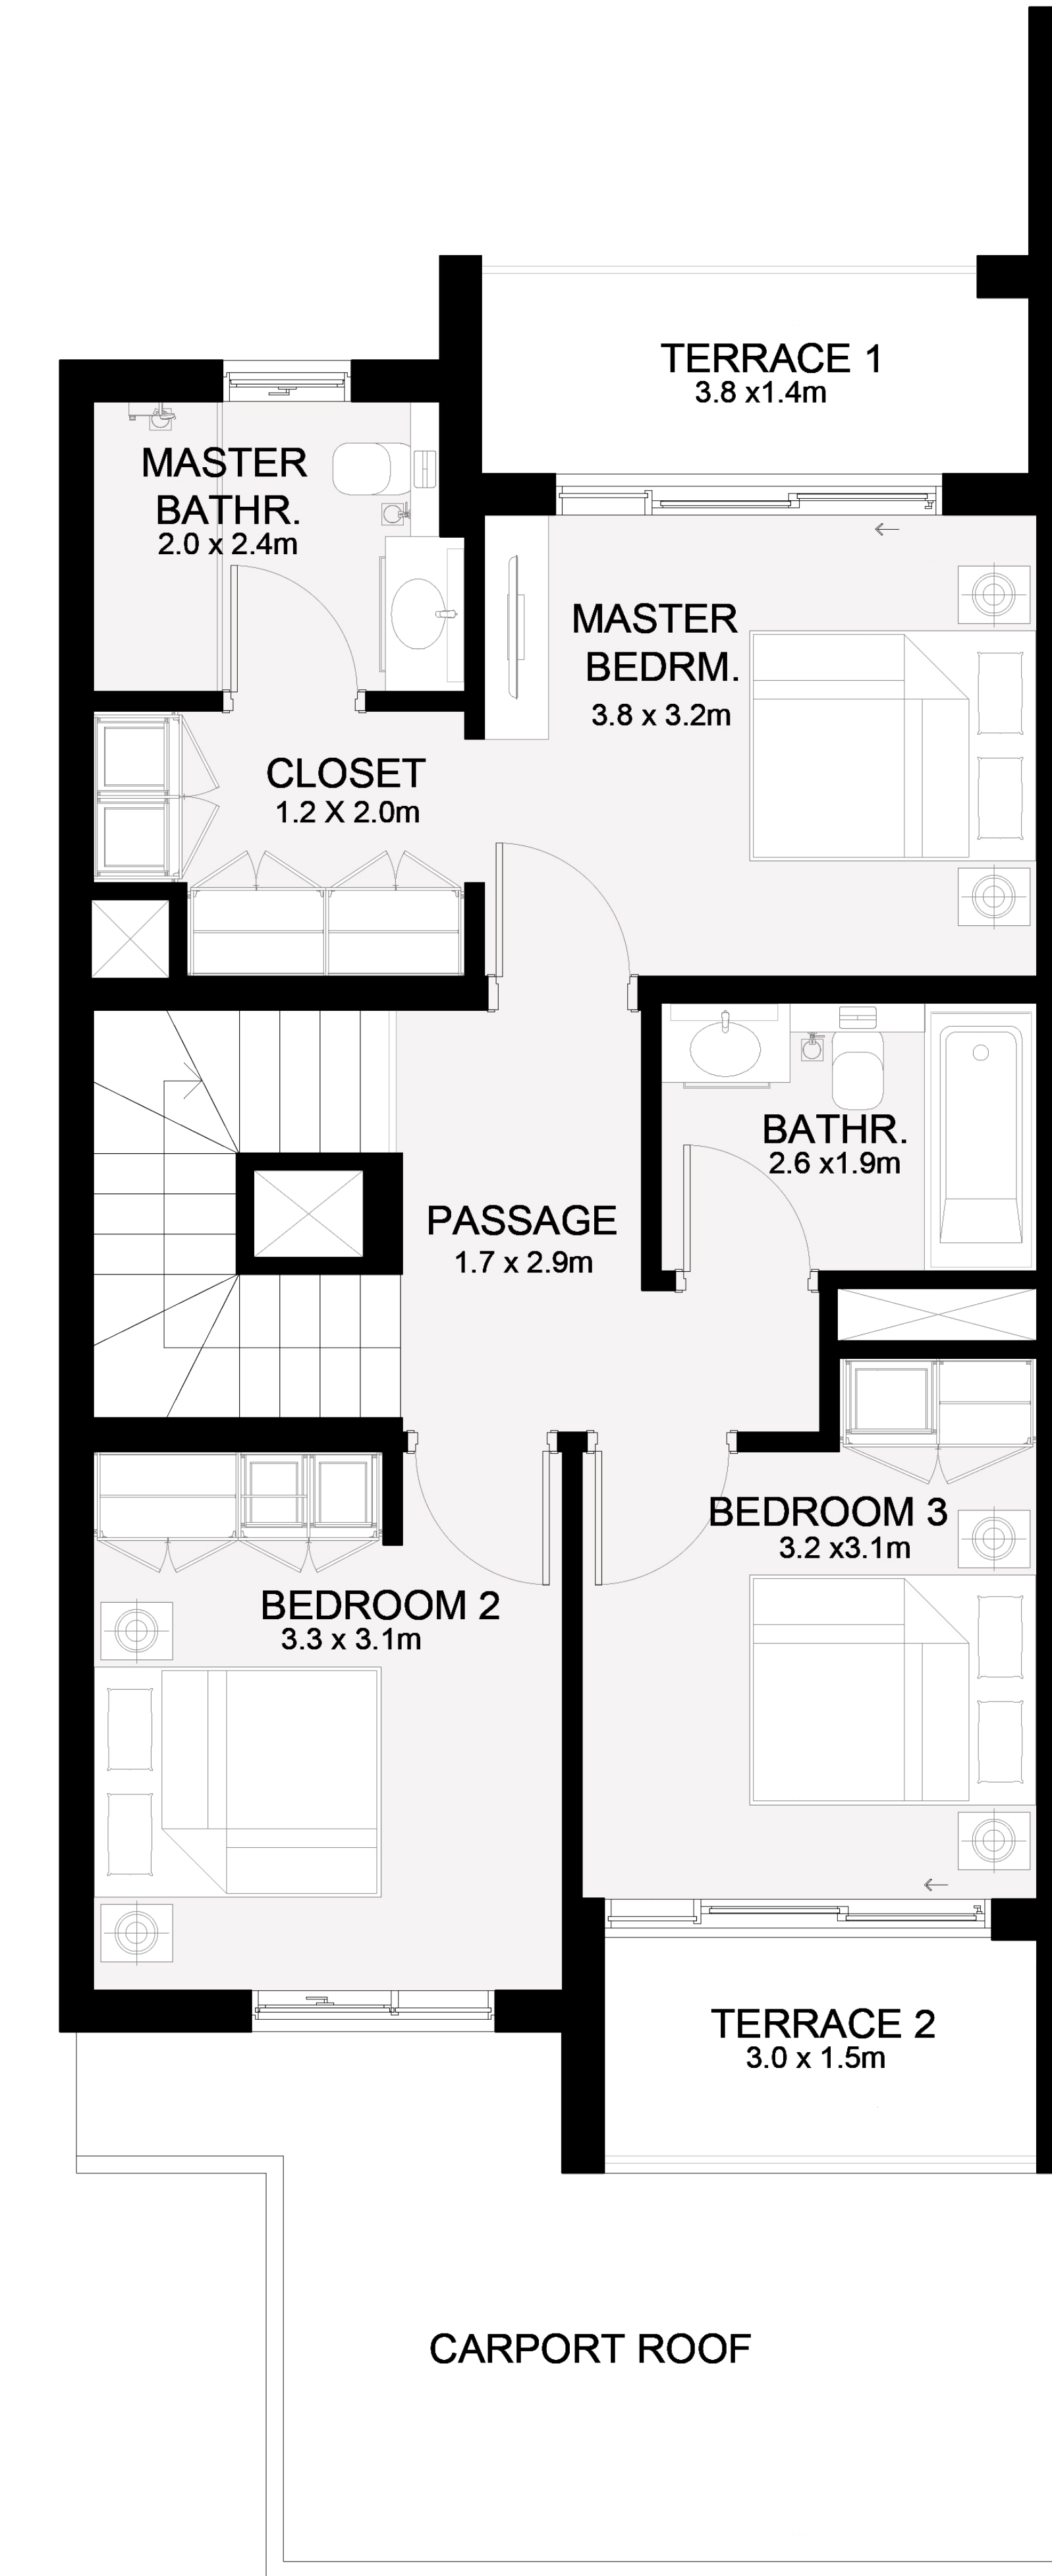 TERRACE 1
3.8 x1.4m
MASTER
BATHR.
2.0 x 2.4m
MASTER
BEDRM.
3.8 x 3.2m
CLOSET
1.2 X 2.0m
BATHR.
2.6 x1.9m
PASSAGE
1.7 x 2.9m
BEDROOM 3
3.2 x3.1m
BEDROOM 2
3.3 x 3.1m
TERRACE 2
3.0 x 1.5m
CARPORT ROOF